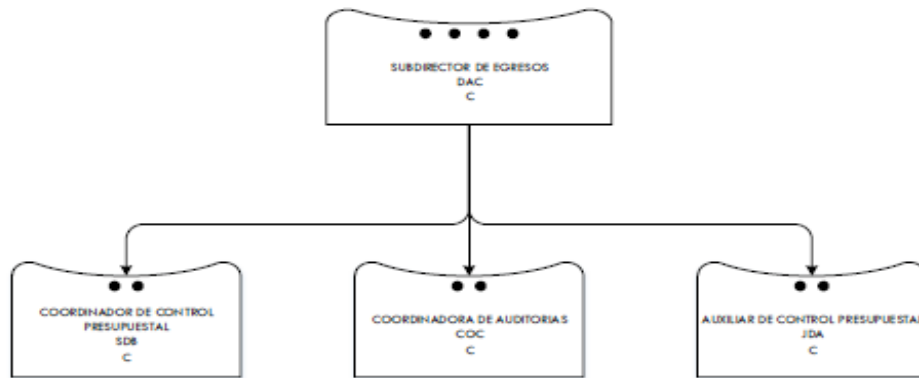 SUBDIRECTOR DE EGRESOS
DAC
C
COORDINADOR DE CONTROL
PRESUPUESTAL
SDB
C
COORDINADORA DE AUDITORIAS
COC
C
AUXILIAR DE CONTROL PRESUPUESTAL
JDA
C